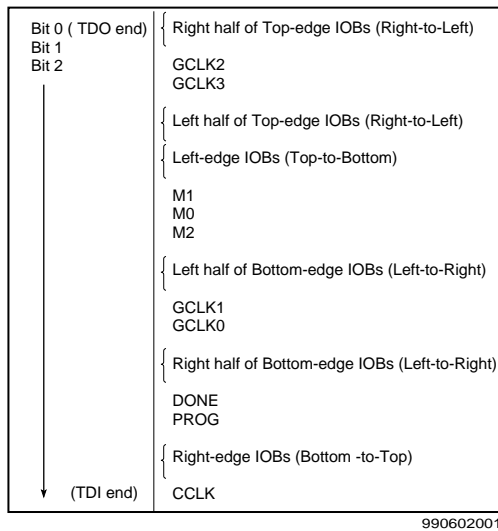 Bit 0 ( TDO end)
Bit 1
Bit 2
Right half of Top-edge IOBs (Right-to-Left)
GCLK2
GCLK3
Left half of Top-edge IOBs (Right-to-Left)
Left-edge IOBs (Top-to-Bottom)
M1
M0
M2
Left half of Bottom-edge IOBs (Left-to-Right)
GCLK1
GCLK0
Right half of Bottom-edge IOBs (Left-to-Right)
DONE
PROG
Right-edge IOBs (Bottom -to-Top)
(TDI end)
CCLK
990602001